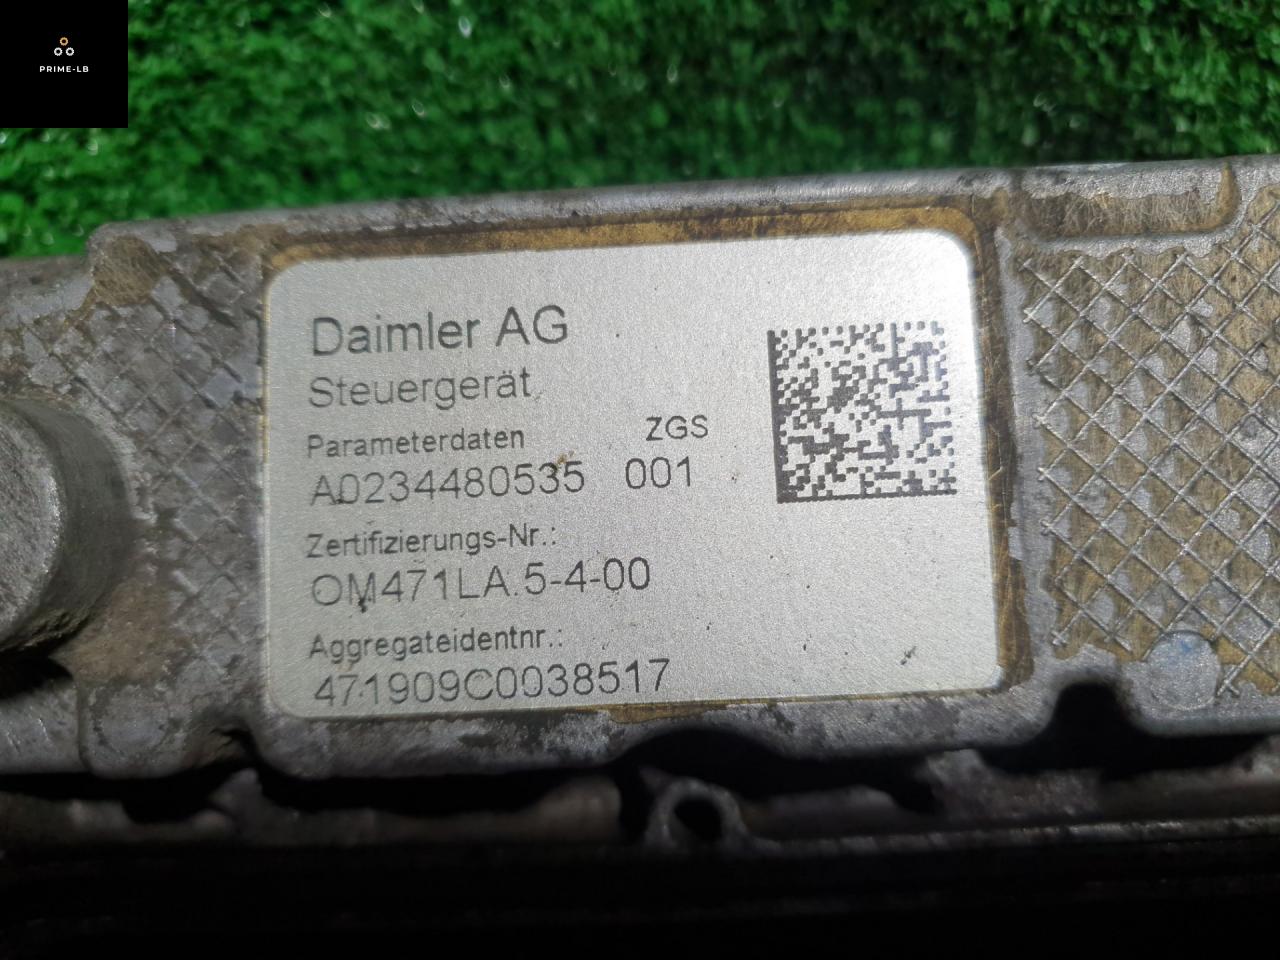 PRIME-LB
Daimler AG
Steuergerät
Parameterdaten ZGS
A0234480535 001
Zertifizierungs-Nr.:
OM471LA.5-4-00
Aggregateidentnr.:
471909C0038517